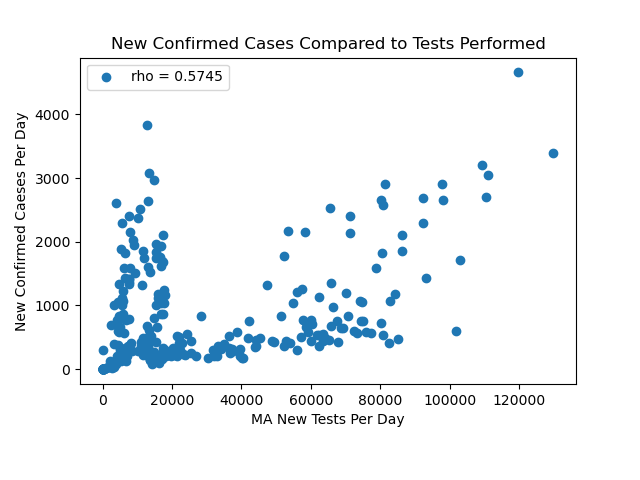 New Confirmed Cases Compared to Tests Performed
rho = 0.5745
New Confirmed Caeses Per Day
4000
3000
2000
1000
0
0 20000 40000 60000 80000 100000 120000
MA New Tests Per Day